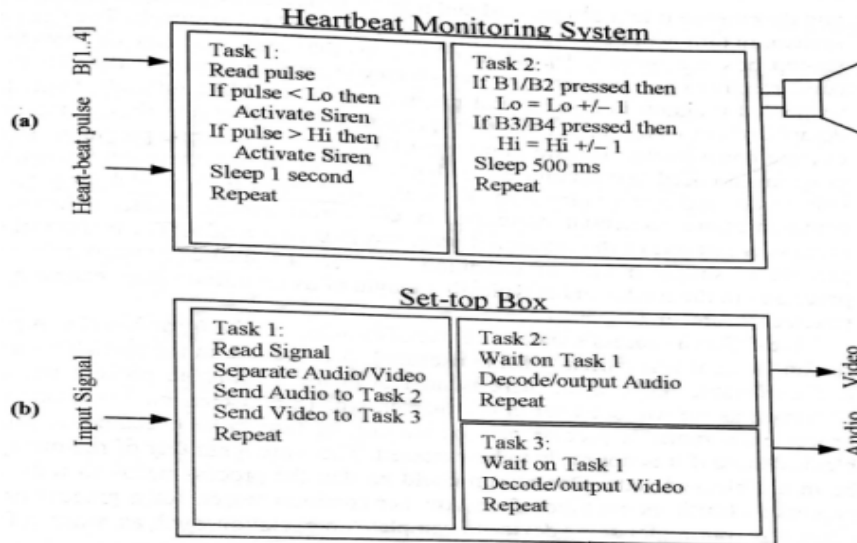 Heartbeat Monitoring System
(a)
B[1..4]
Heart-beat pulse
Task 1:
Read pulse
If pulse < Lo then
Activate Siren
If pulse > Hi then
Activate Siren
Sleep 1 second
Repeat
Task 2:
If B1/B2 pressed then
Lo = Lo +/– 1
If B3/B4 pressed then
Hi = Hi +/– 1
Sleep 500 ms
Repeat
Set-top Box
(b)
Input Signal
Task 1:
Read Signal
Separate Audio/Video
Send Audio to Task 2
Send Video to Task 3
Repeat
Task 2:
Wait on Task 1
Decode/output Audio
Repeat
Task 3:
Wait on Task 1
Decode/output Video
Repeat
Video
Audio